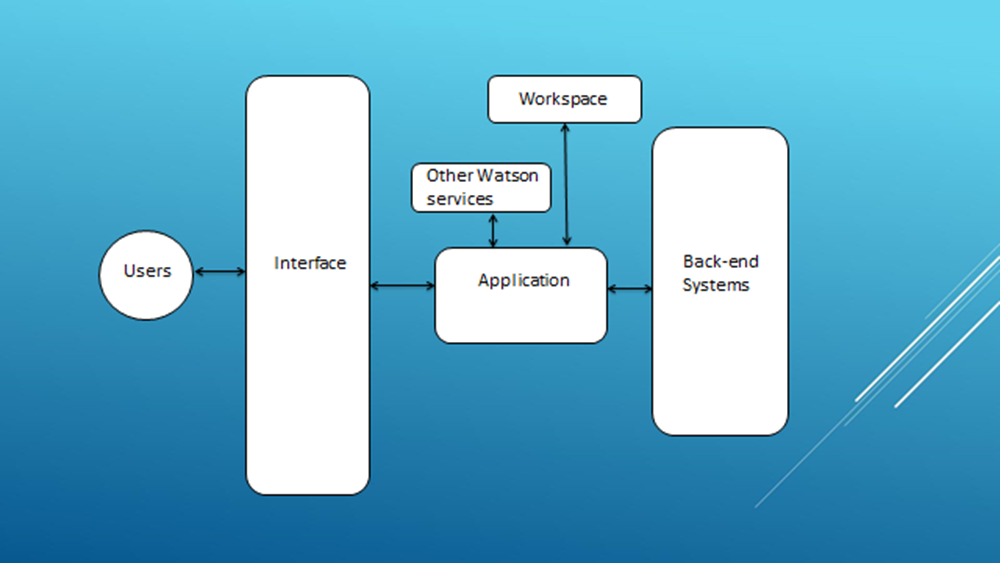 Workspace
Other Watson
services
Users
Interface
Application
Back-end
Systems